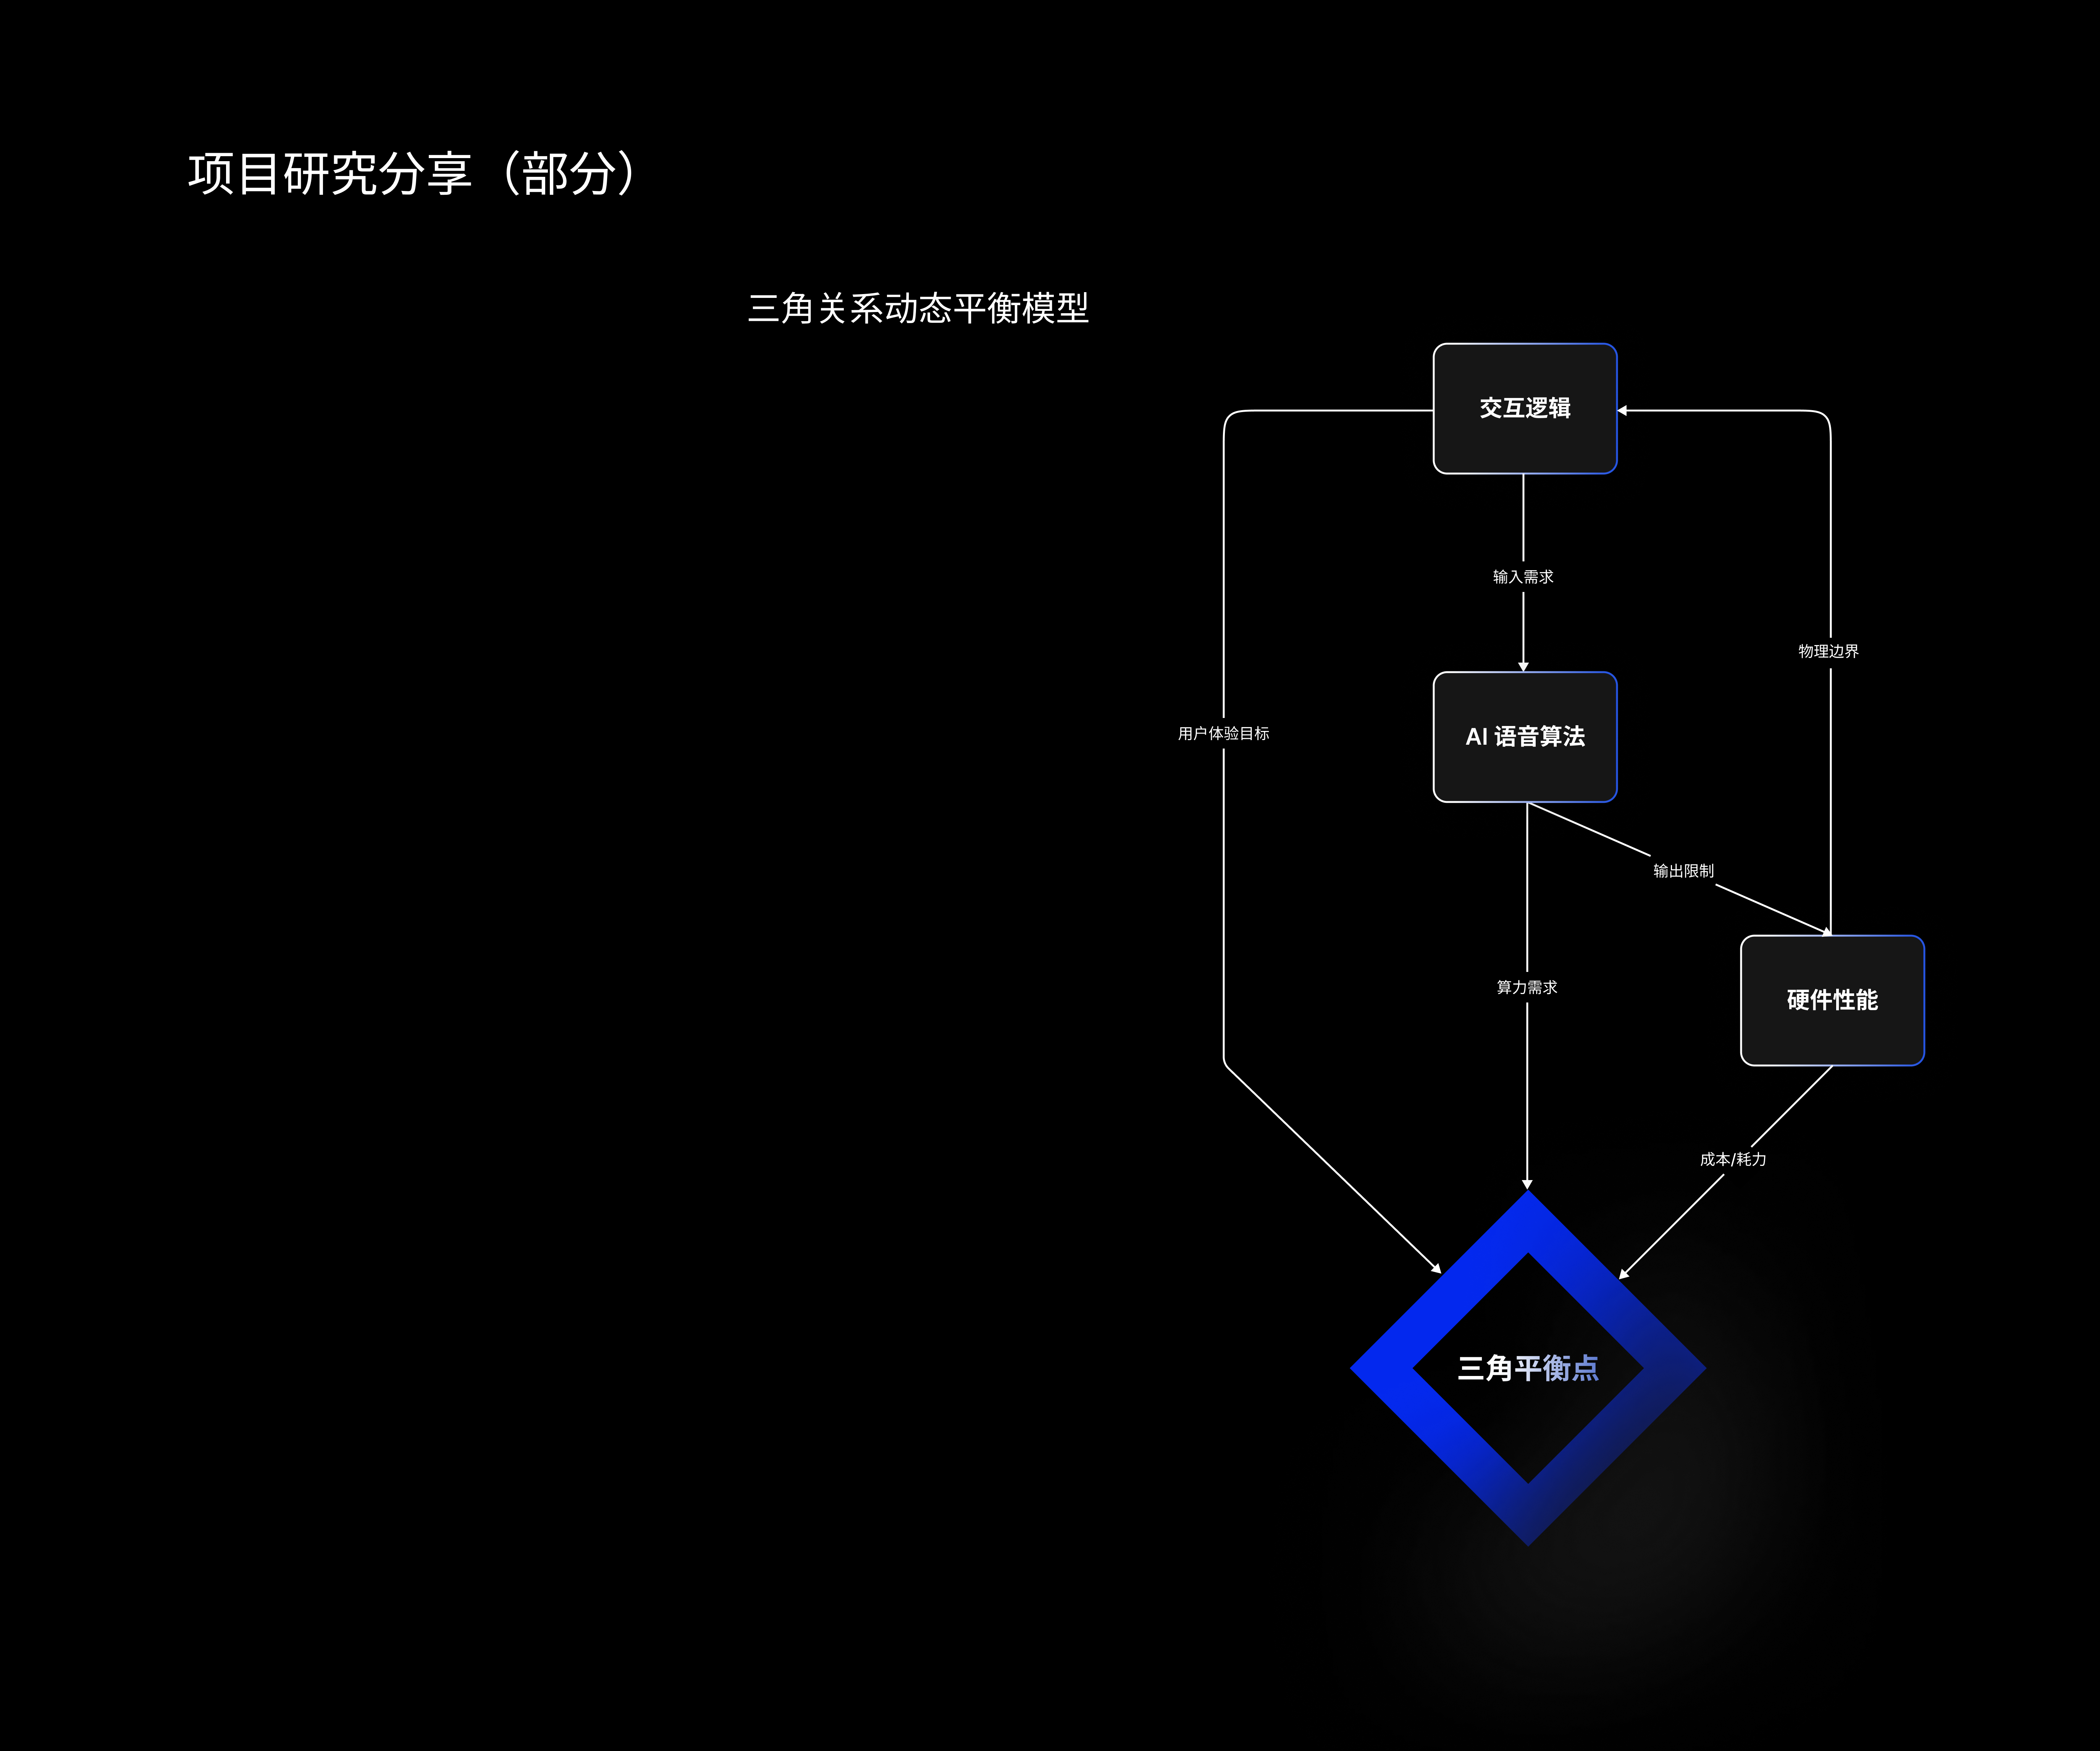 项目研究分享（部分）
三角关系动态平衡模型
交互逻辑
输入需求
物理边界
用户体验目标
AI 语音算法
输出限制
算力需求
硬件性能
成本/耗力
三角平衡点